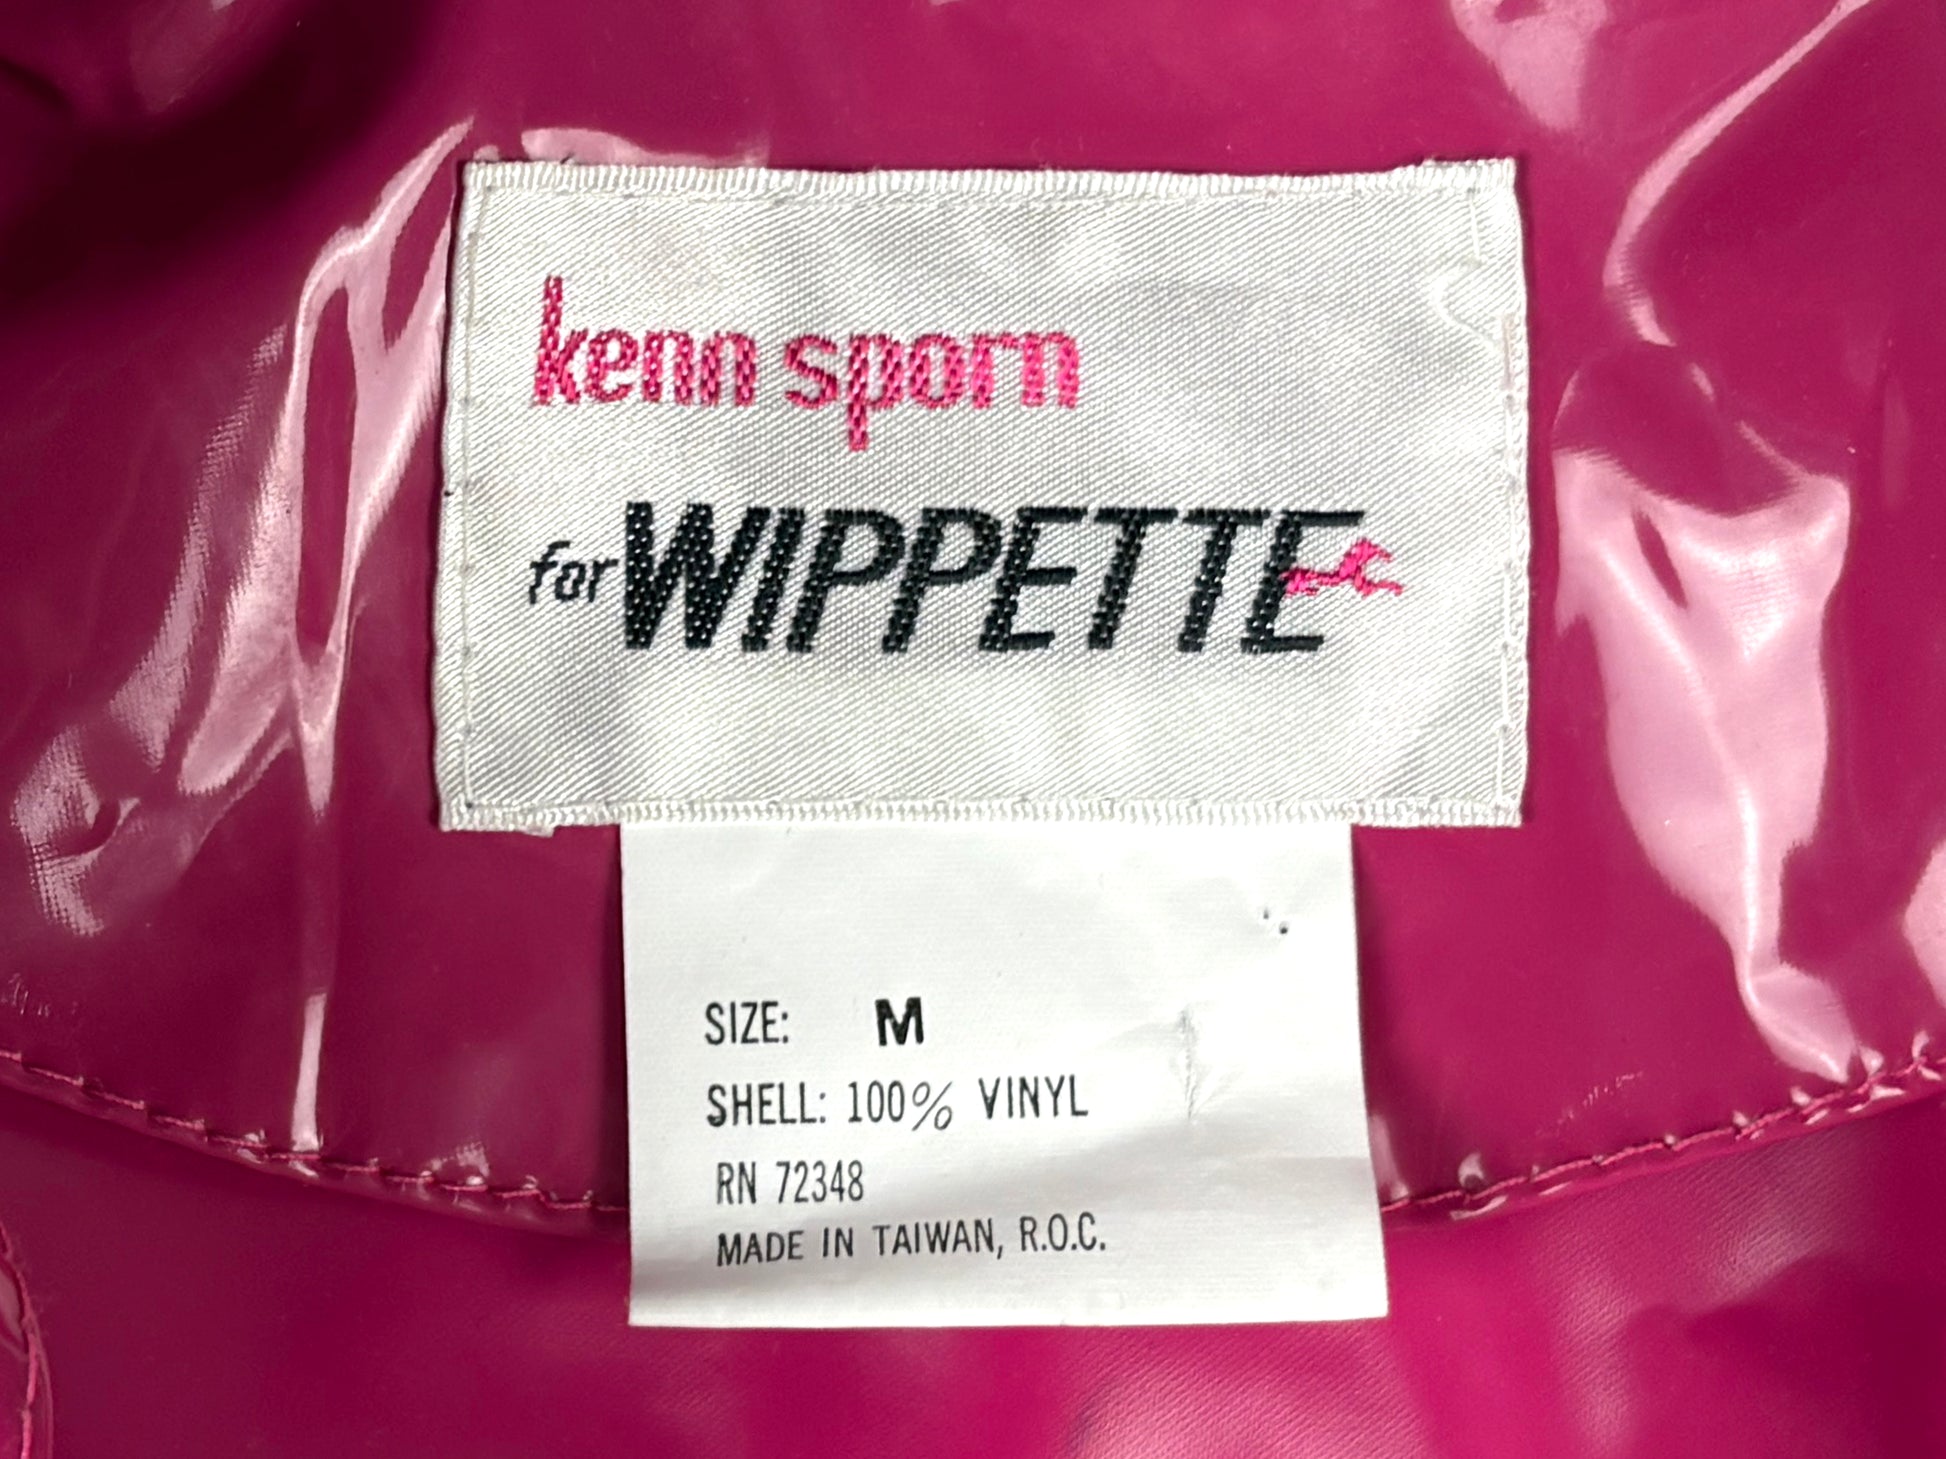 kenn sporn
for WIPPETTE
SIZE: M
SHELL: 100% VINYL
RN 72348
MADE IN TAIWAN, R.O.C.